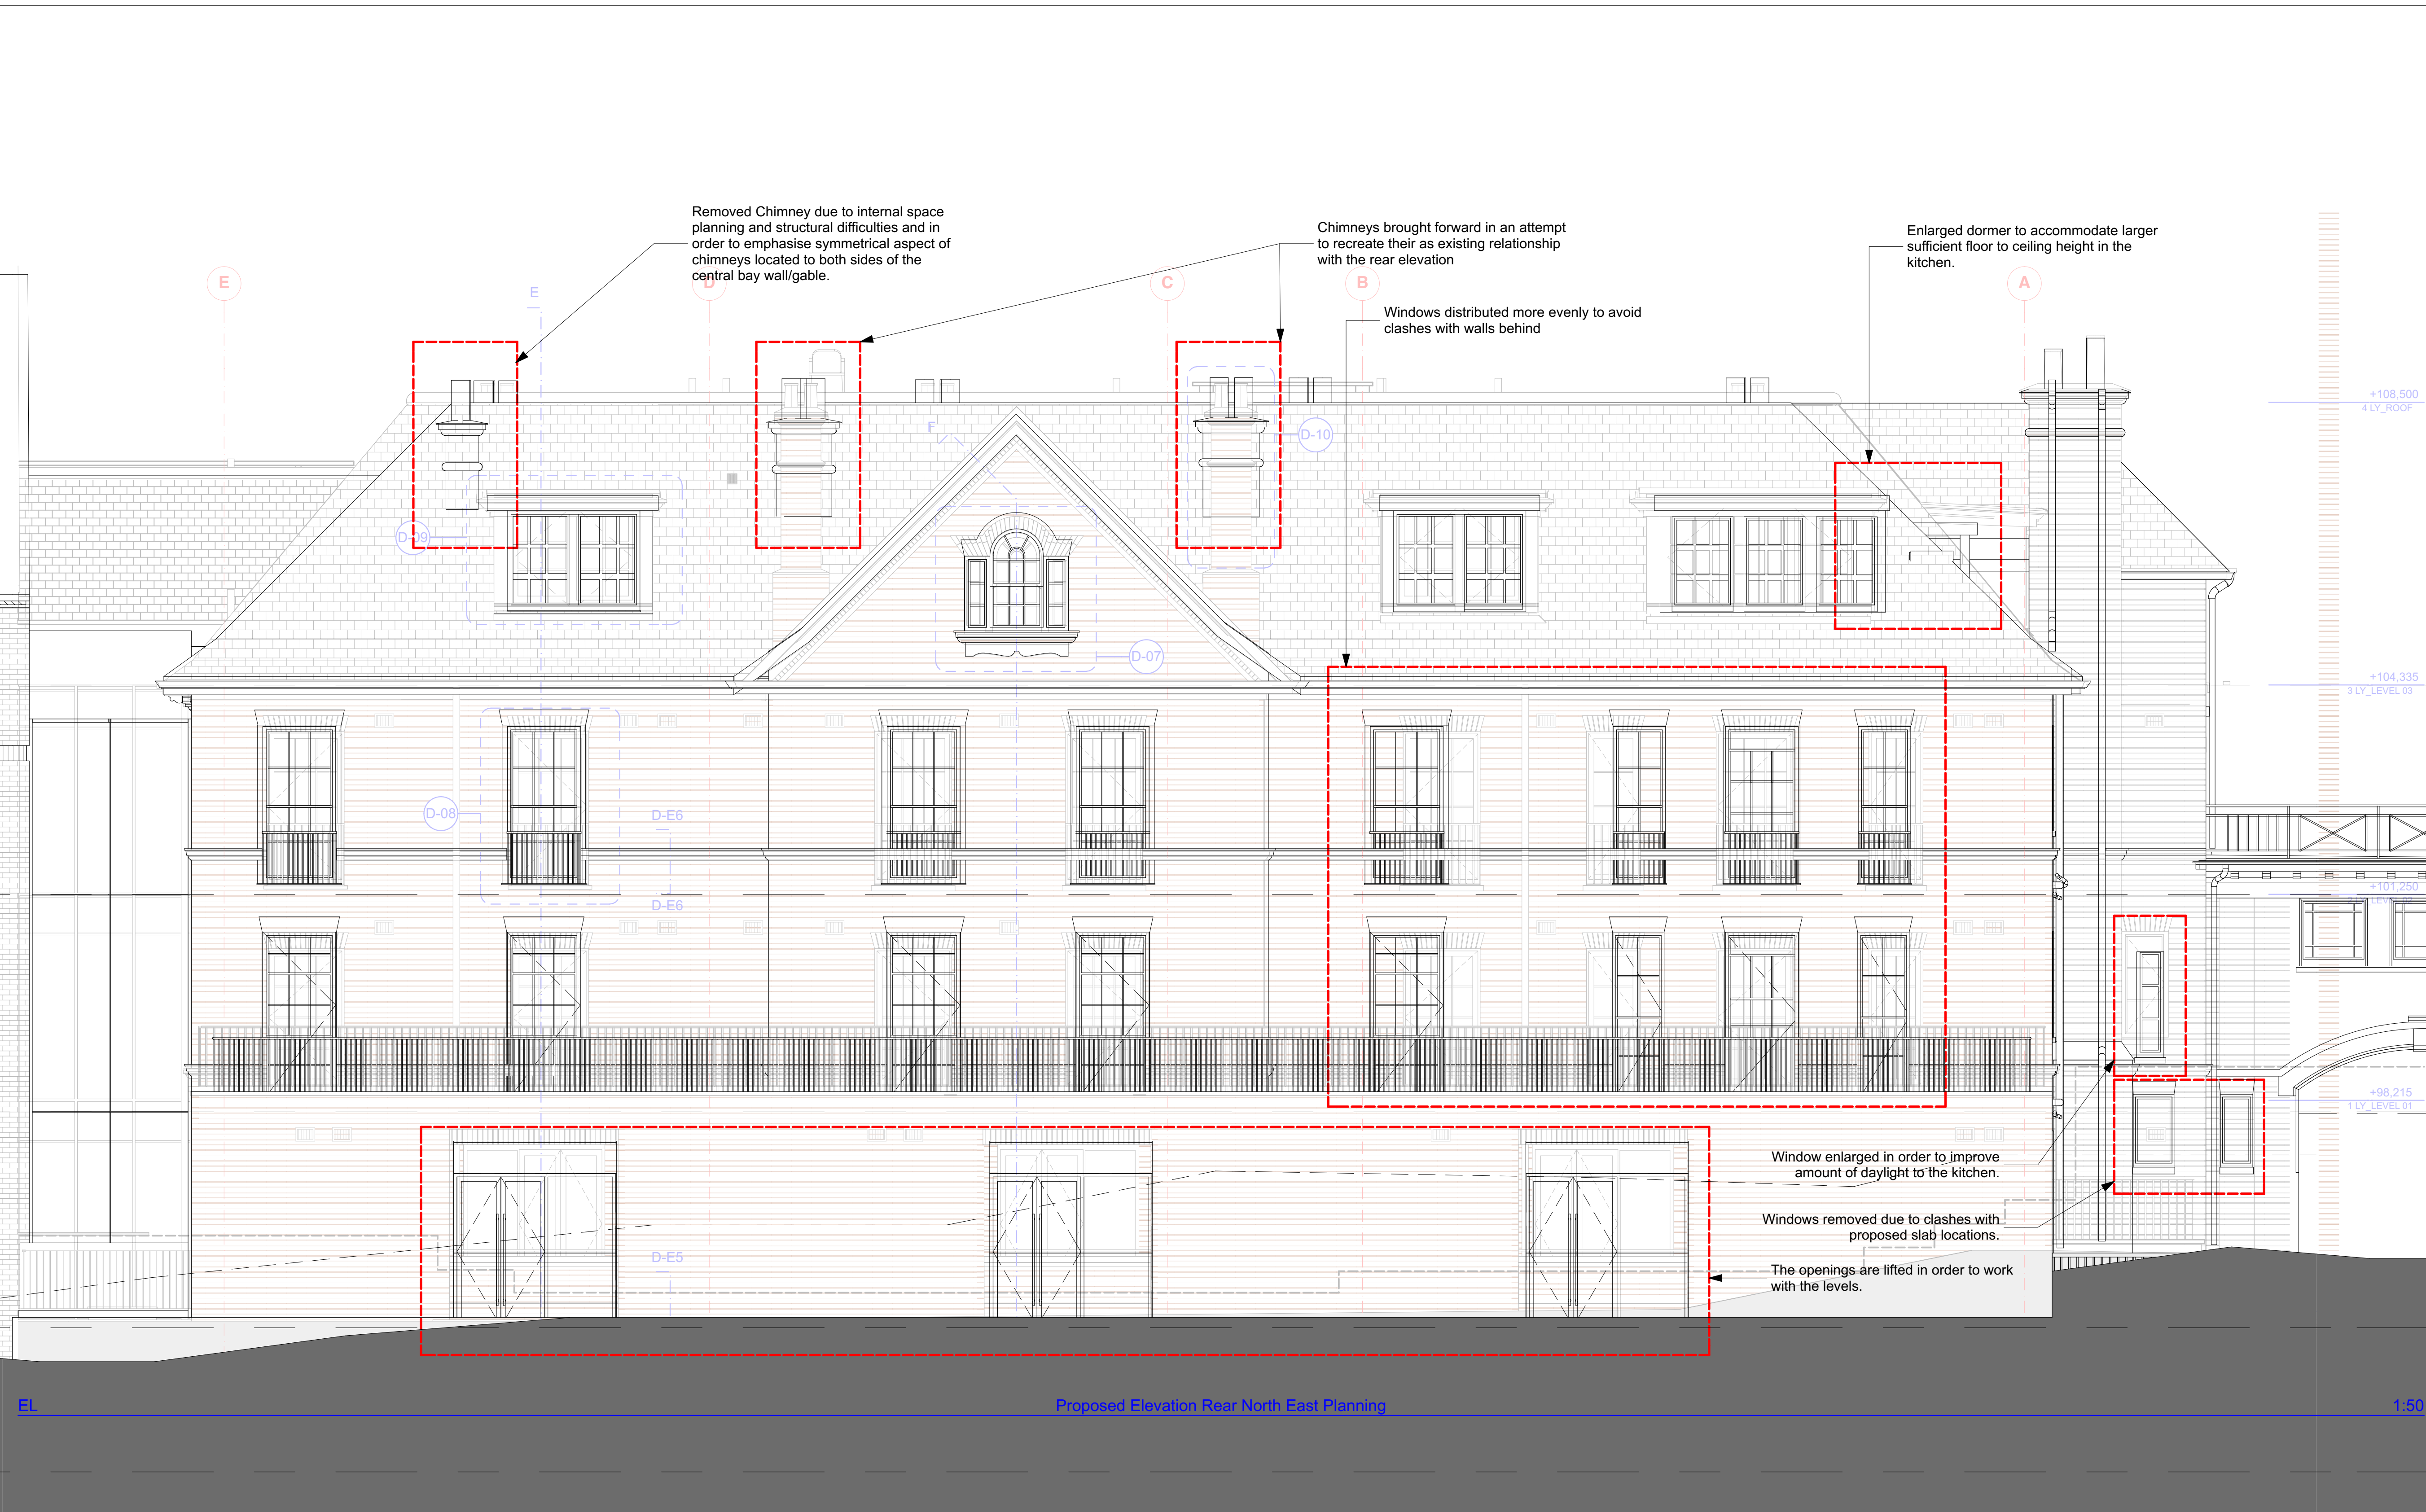 Removed Chimney due to internal space
planning and structural difficulties and in
order to emphasise symmetrical aspect of
chimneys located to both sides of the
central bay wall/gable.
Chimneys brought forward in an attempt
to recreate their as existing relationship
with the rear elevation
Enlarged dormer to accommodate larger
sufficient floor to ceiling height in the
kitchen.
Windows distributed more evenly to avoid
clashes with walls behind
E
E
D
C
B
A
+108,500
4 LY_ROOF
F
D-10
D-09
D-07
+104,335
3 LY_LEVEL 03
D-08
D-E6
D-E6
+101,250
2 LY_LEVEL 02
+98,215
1 LY_LEVEL 01
Window enlarged in order to improve
amount of daylight to the kitchen.
Windows removed due to clashes with
proposed slab locations.
D-E5
The openings are lifted in order to work
with the levels.
EL
Proposed Elevation Rear North East Planning
1:50